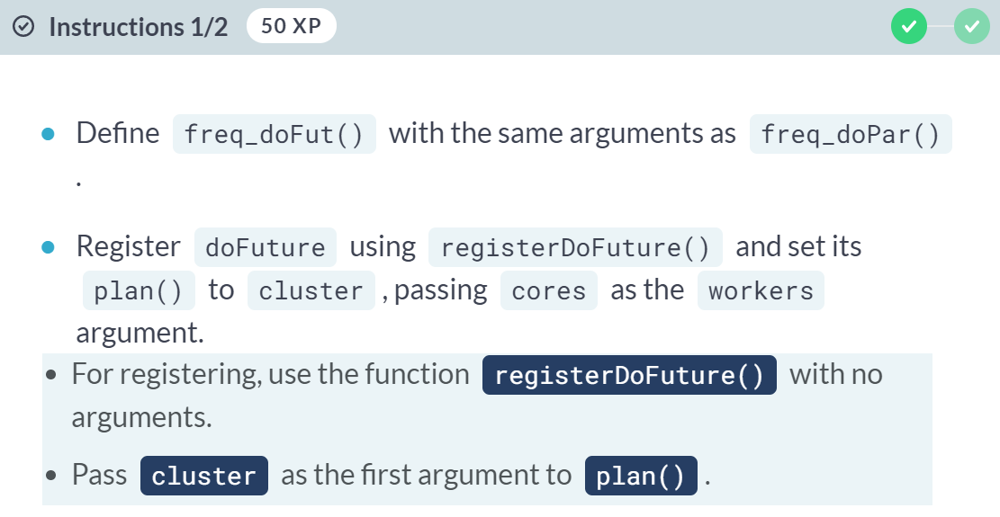 Instructions 1/2 50 XP
Define freq_doFut() with the same arguments as freq_doPar()
.
Register doFuture using registerDoFuture() and set its
plan() to cluster , passing cores as the workers
argument.
For registering, use the function registerDoFuture() with no
arguments.
Pass cluster as the first argument to plan() .